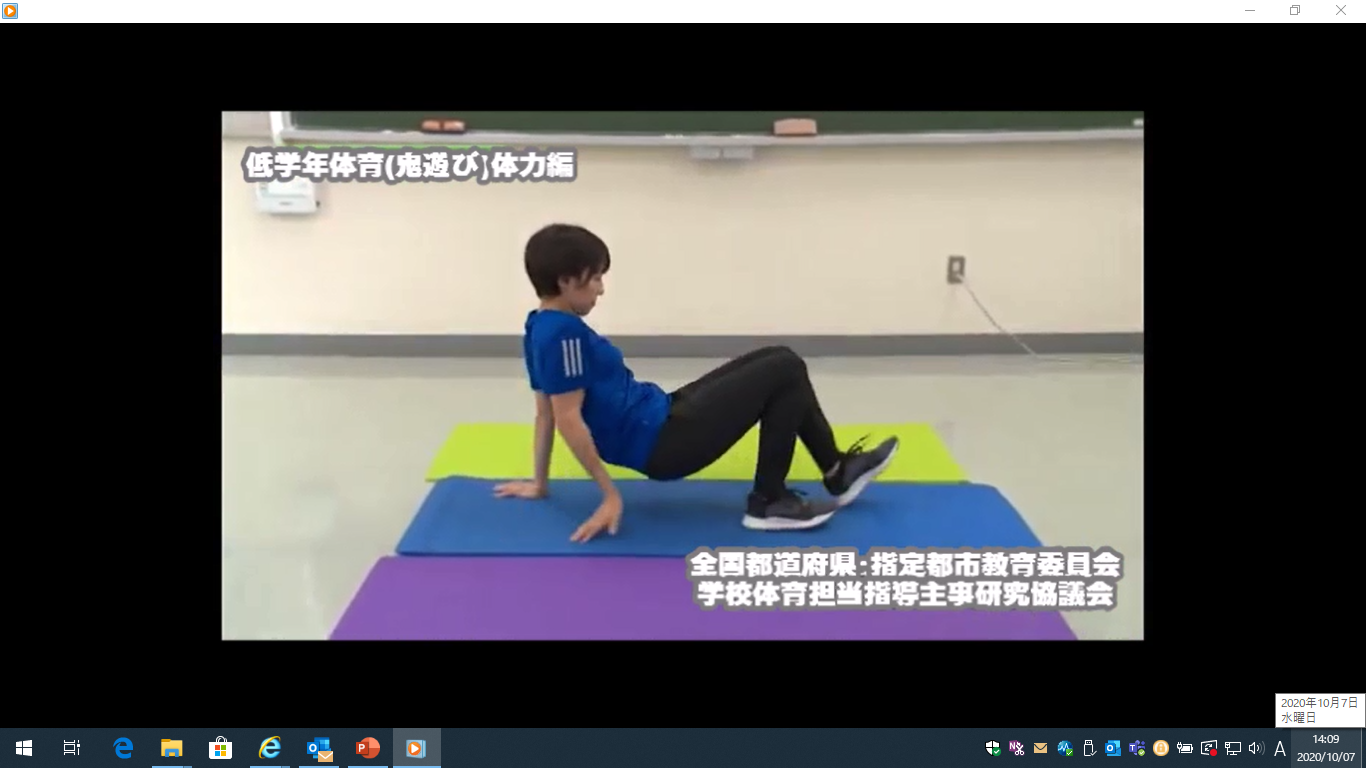 低学年体育(鬼遊び)体力編
全国都道府県・指定都市教育委員会
学校体育担当指導主事研究協議会
2020年10月7日
水曜日
A
14:09
2020/10/07